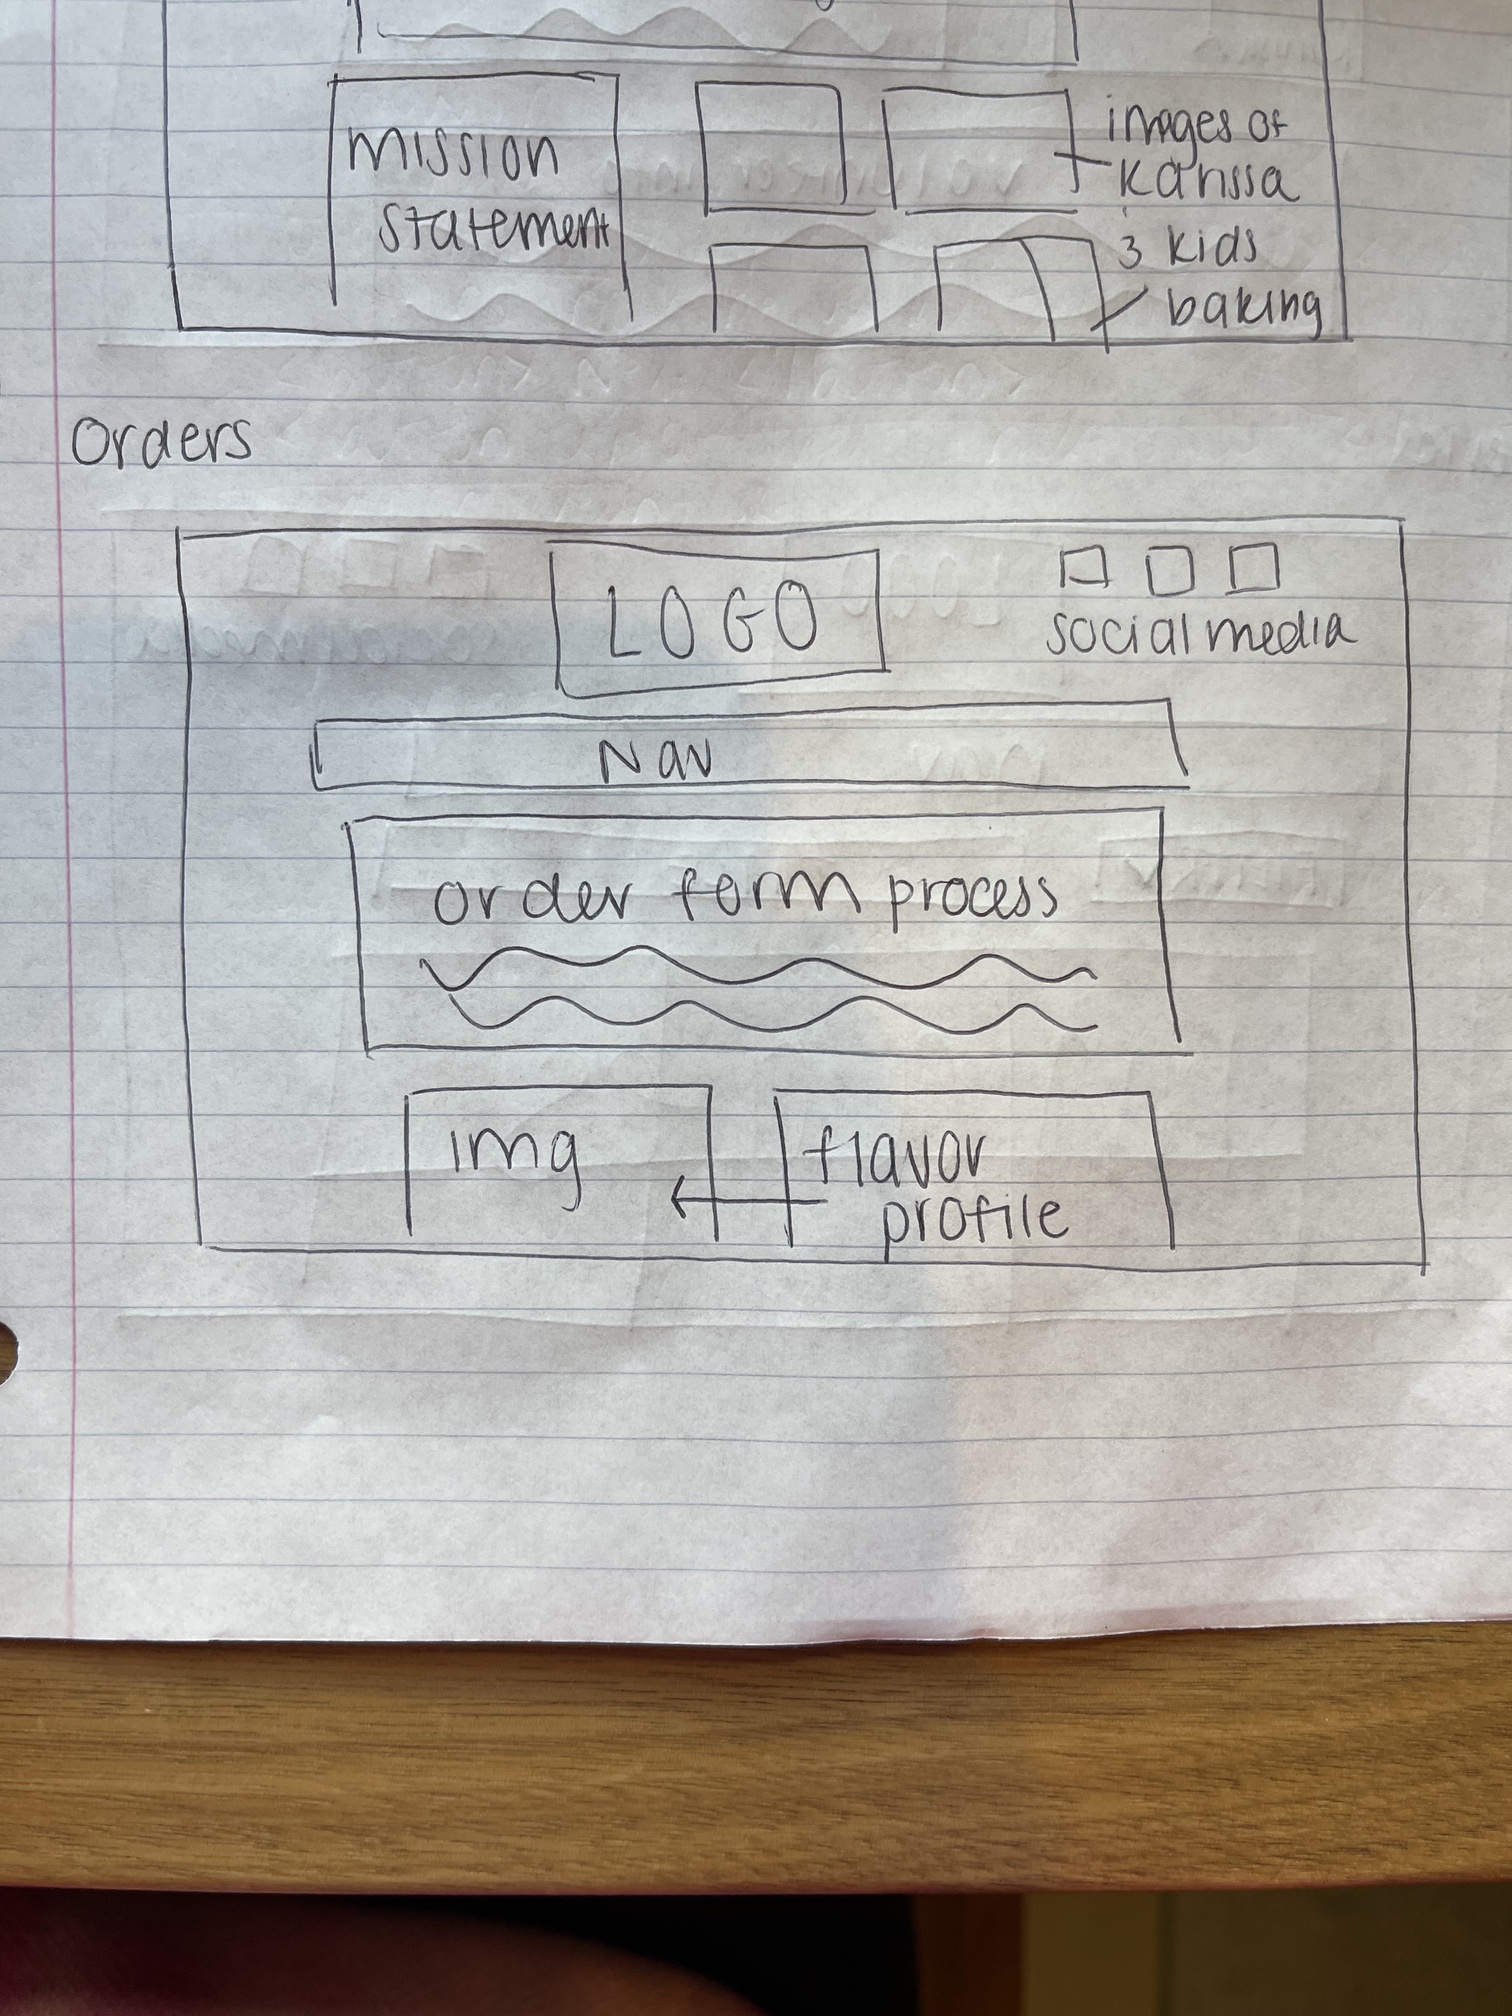 mission
statement
images of
Karissa
3 kids
baking
Orders
LOGO
social media
Nav
order form process
img
flavor
profile